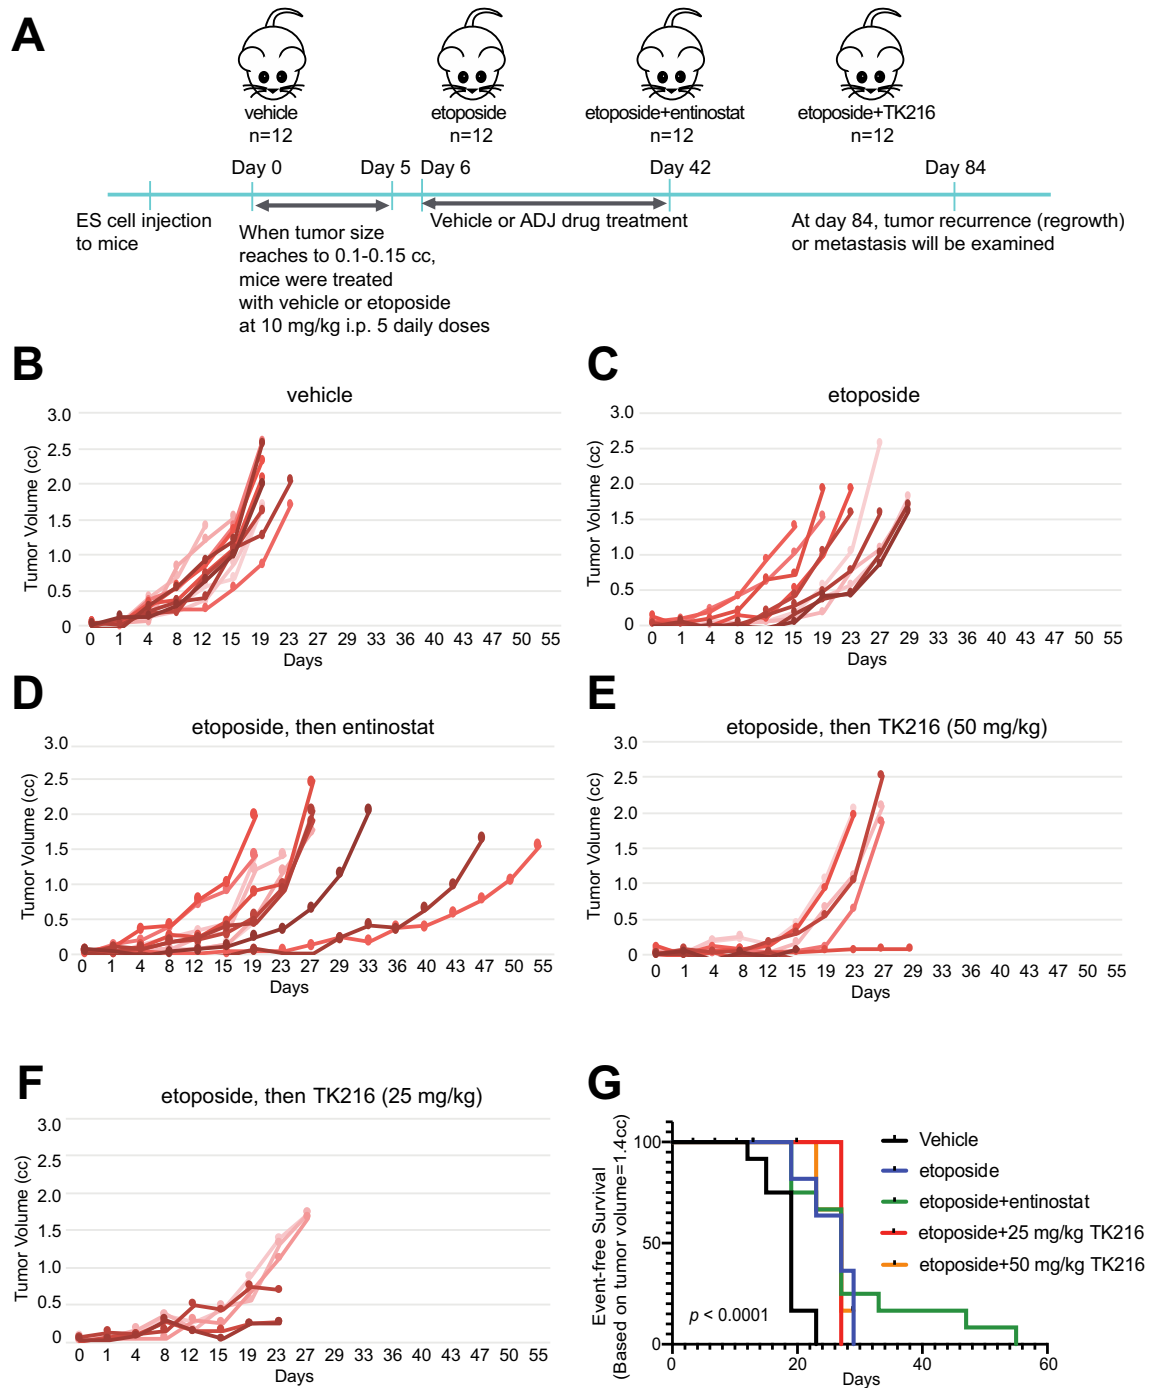 A
vehicle
n=12
etoposide
n=12
etoposide+entinostat
n=12
etoposide+TK216
n=12
Day 0
Day 5
Day 6
Day 42
Day 84
ES cell injection
to mice
When tumor size
reaches to 0.1-0.15 cc,
mice were treated
with vehicle or etoposide
at 10 mg/kg i.p. 5 daily doses
Vehicle or ADJ drug treatment
At day 84, tumor recurrence (regrowth)
or metastasis will be examined
B
vehicle
Tumor Volume (cc)
3.0
2.5
2.0
1.5
1.0
0.5
0
0 1 4 8 12 15 19 23 27 29 33 36 40 43 47 50 55
Days
C
etoposide
Tumor Volume (cc)
3.0
2.5
2.0
1.5
1.0
0.5
0
0 1 4 8 12 15 19 23 27 29 33 36 40 43 47 50 55
Days
D
etoposide, then entinostat
Tumor Volume (cc)
3.0
2.5
2.0
1.5
1.0
0.5
0
0 1 4 8 12 15 19 23 27 29 33 36 40 43 47 50 55
Days
E
etoposide, then TK216 (50 mg/kg)
Tumor Volume (cc)
3.0
2.5
2.0
1.5
1.0
0.5
0
0 1 4 8 12 15 19 23 27 29 33 36 40 43 47 50 55
Days
F
etoposide, then TK216 (25 mg/kg)
Tumor Volume (cc)
3.0
2.5
2.0
1.5
1.0
0.5
0
0 1 4 8 12 15 19 23 27 29 33 36 40 43 47 50 55
Days
G
Event-free Survival
(Based on tumor volume=1.4cc)
100
50
0
p < 0.0001
Vehicle
etoposide
etoposide+entinostat
etoposide+25 mg/kg TK216
etoposide+50 mg/kg TK216
0 20 40 60
Days